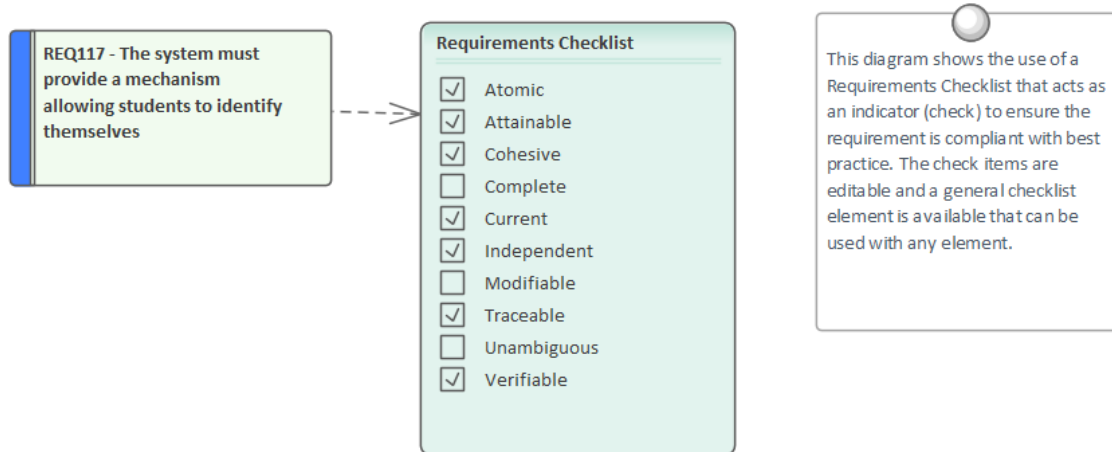 REQ117 - The system must
provide a mechanism
allowing students to identify
themselves
Requirements Checklist
Atomic
Attainable
Cohesive
Complete
Current
Independent
Modifiable
Traceable
Unambiguous
Verifiable
This diagram shows the use of a
Requirements Checklist that acts as
an indicator (check) to ensure the
requirement is compliant with best
practice. The check items are
editable and a general checklist
element is available that can be
used with any element.